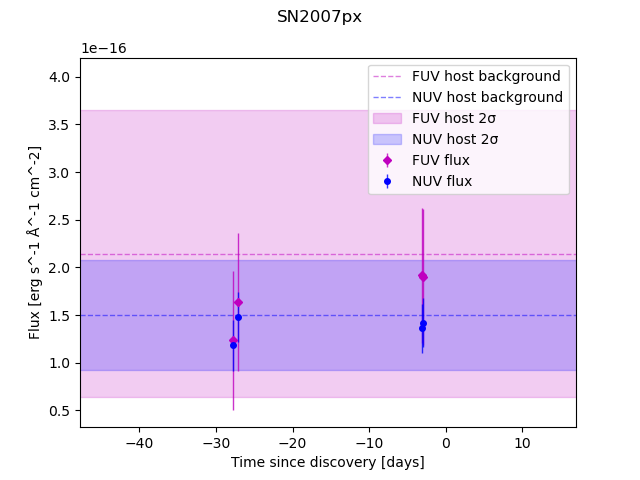 SN2007px
1e−16
FUV host background
NUV host background
FUV host 2σ
NUV host 2σ
FUV flux
NUV flux
4.0
3.5
3.0
2.5
2.0
1.5
1.0
0.5
Flux [erg s^-1 Å^-1 cm^-2]
−40 −30 −20 −10 0 10
Time since discovery [days]